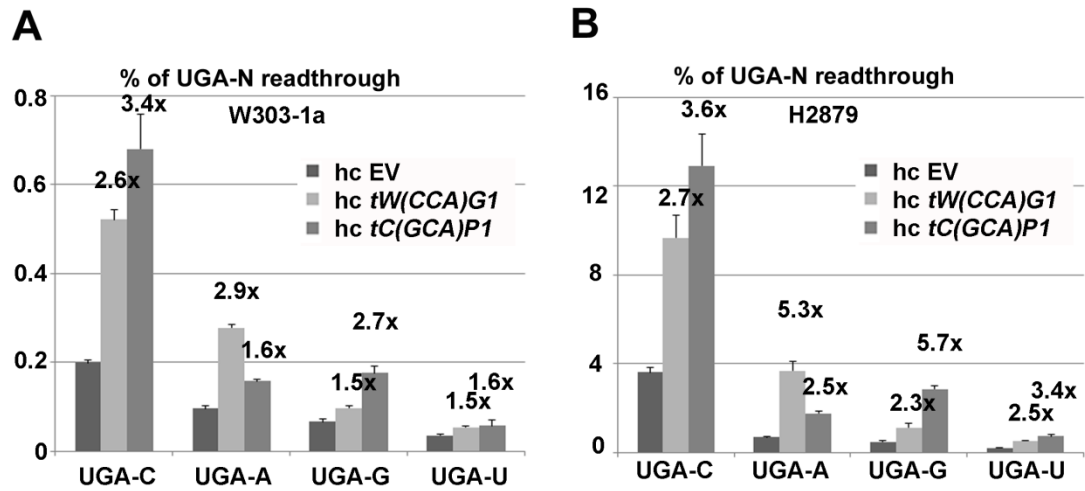 A
% of UGA-N readthrough
W303-1a
0.8
0.6
0.4
0.2
0
3.4x
2.6x
2.9x
1.6x
1.5x
2.7x
1.5x
1.6x
hc EV
hc tW(CCA)G1
hc tC(GCA)P1
UGA-C UGA-A UGA-G UGA-U
B
% of UGA-N readthrough
H2879
16
12
8
4
0
3.6x
2.7x
5.3x
2.5x
2.3x
5.7x
2.5x
3.4x
hc EV
hc tW(CCA)G1
hc tC(GCA)P1
UGA-C UGA-A UGA-G UGA-U